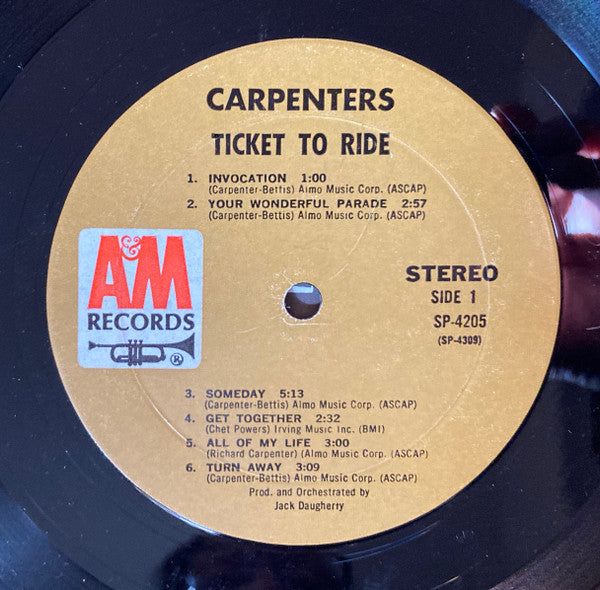 CARPENTERS
TICKET TO RIDE
1. INVOCATION 1:00
(Carpenter-Bettis) Almo Music Corp. (ASCAP)
2. YOUR WONDERFUL PARADE 2:57
(Carpenter-Bettis) Almo Music Corp. (ASCAP)
A&M
RECORDS
®
STEREO
SIDE 1
SP-4205
(SP-4309)
3. SOMEDAY 5:13
(Carpenter-Bettis) Almo Music Corp. (ASCAP)
4. GET TOGETHER 2:32
(Chet Powers) Irving Music Inc. (BMI)
5. ALL OF MY LIFE 3:00
(Richard Carpenter) (Almo Music Corp. (ASCAP)
6. TURN AWAY 3:09
(Carpenter-Bettis) Almo Music Corp. (ASCAP)
Prod. and Orchestrated by
Jack Daugherry